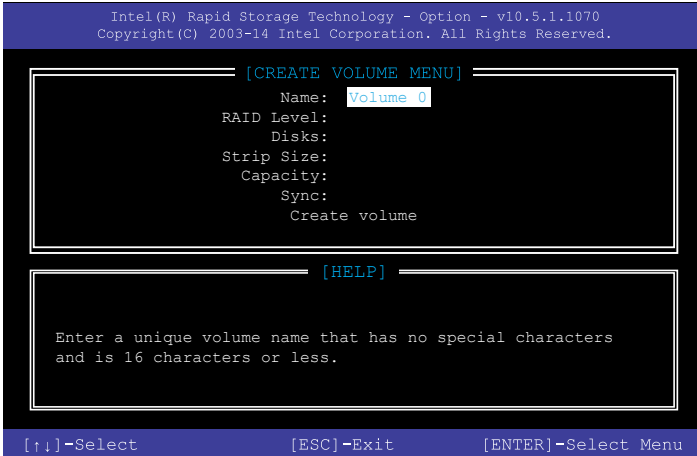 Intel(R) Rapid Storage Technology - Option - v10.5.1.1070
Copyright(C) 2003-14 Intel Corporation. All Rights Reserved.
[CREATE VOLUME MENU]
Name: Volume 0
RAID Level:
Disks:
Strip Size:
Capacity:
Sync:
Create volume
[HELP]
Enter a unique volume name that has no special characters
and is 16 characters or less.
[↑↓]-Select [ESC]-Exit [ENTER]-Select Menu